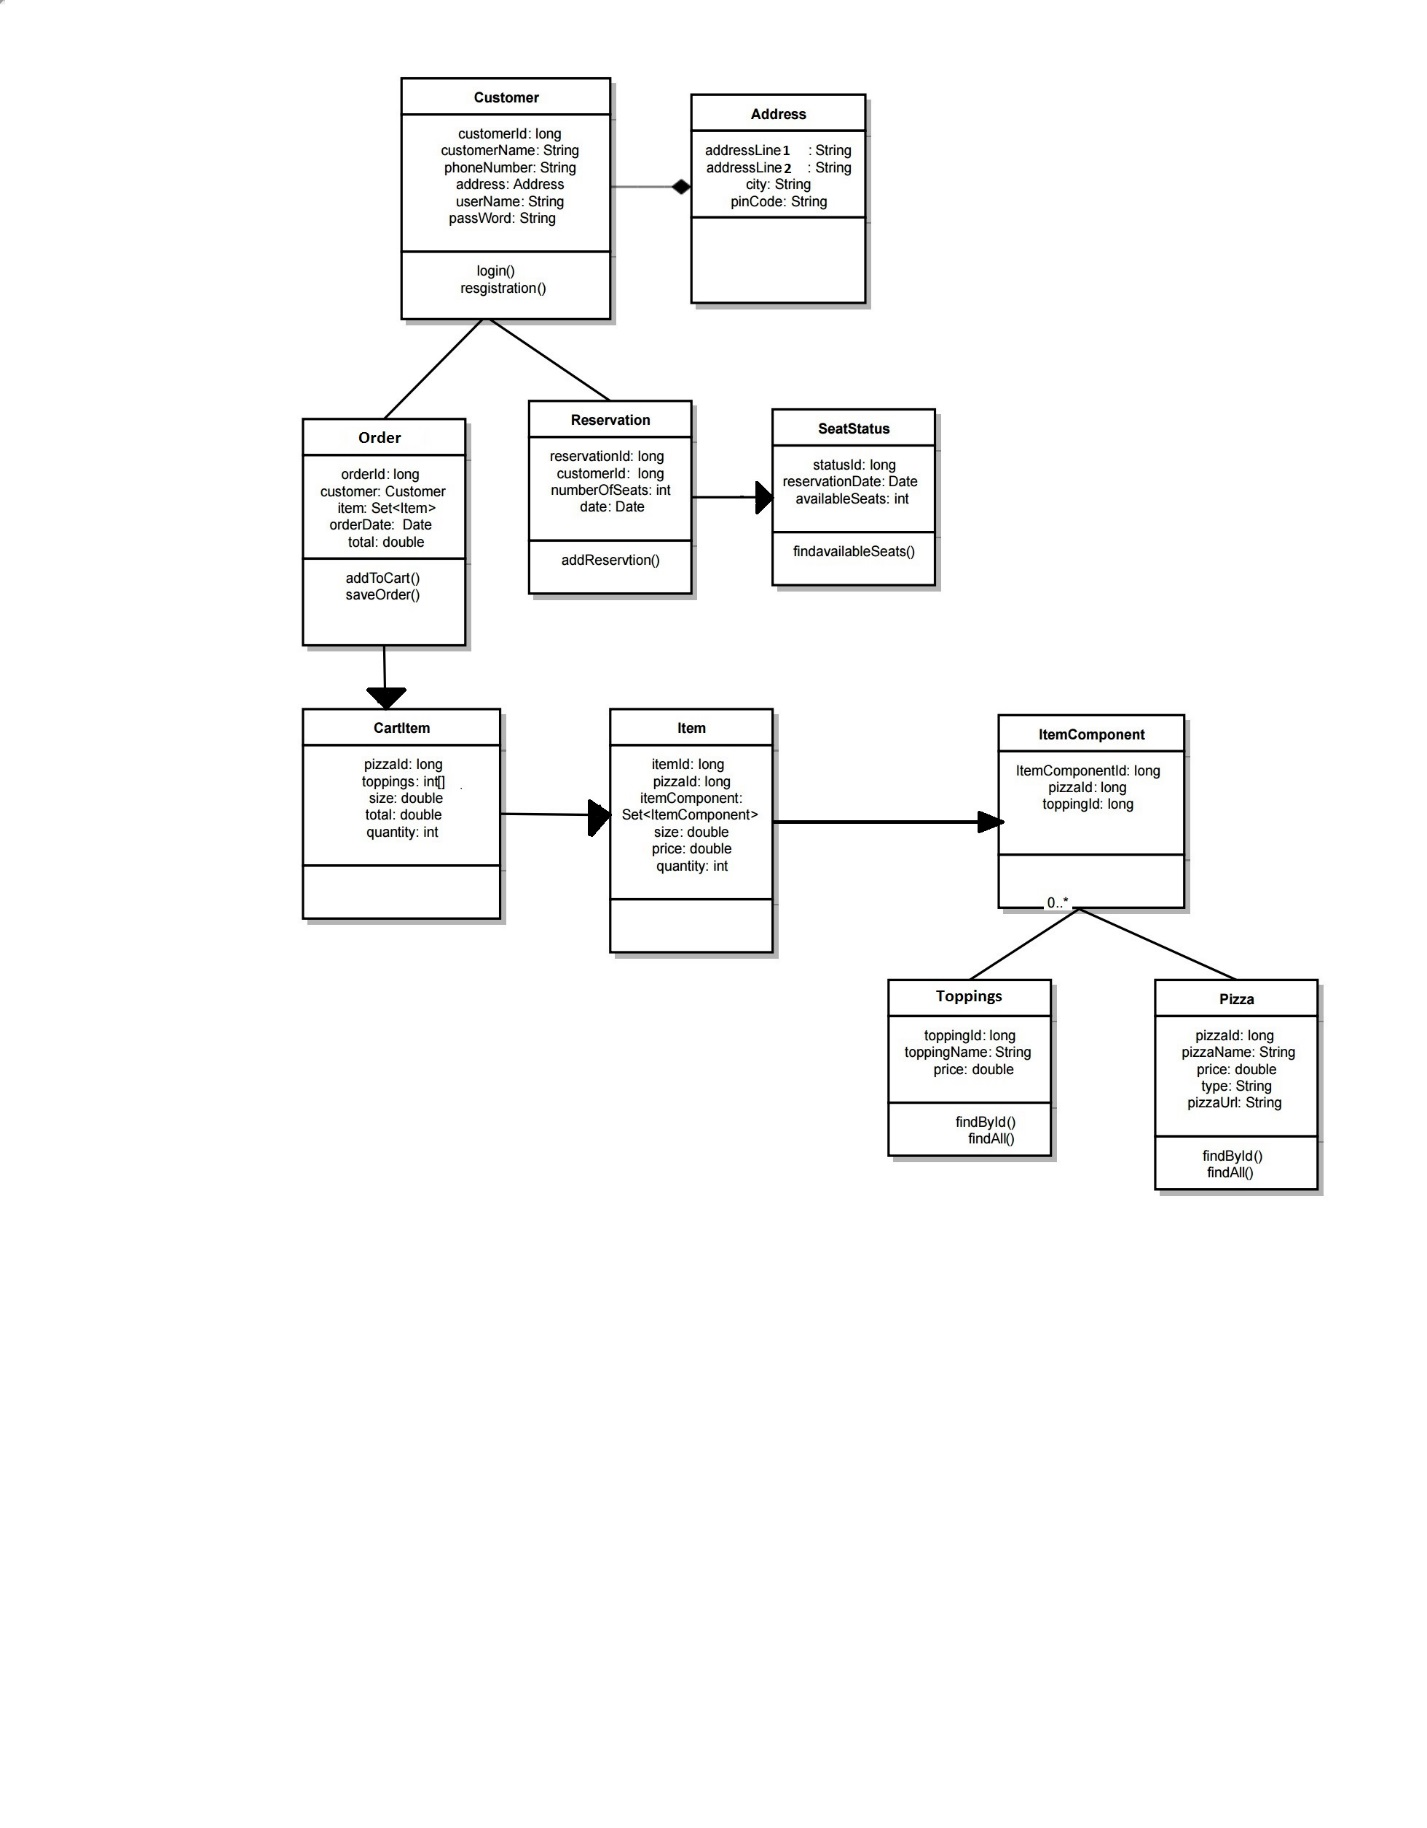 Customer
customerId: long
customerName: String
phoneNumber: String
address: Address
userName: String
passWord: String
login()
resgistration()
Address
addressLine1 : String
addressLine2 : String
city: String
pinCode: String
Order
orderId: long
customer: Customer
item: Set<Item>
orderDate: Date
total: double
addToCart()
saveOrder()
Reservation
reservationId: long
customerId: long
numberOfSeats: int
date: Date
addReservtion()
SeatStatus
statusId: long
reservationDate: Date
availableSeats: int
findavailableSeats()
CartItem
pizzaId: long
toppings: int[]
size: double
total: double
quantity: int
Item
itemId: long
pizzaId: long
itemComponent:
Set<ItemComponent>
size: double
price: double
quantity: int
ItemComponent
ItemComponentId: long
pizzaId: long
toppingId: long
0..*
Toppings
toppingId: long
toppingName: String
price: double
findById()
findAll()
Pizza
pizzaId: long
pizzaName: String
price: double
type: String
pizzaUrl: String
findById()
findAll()